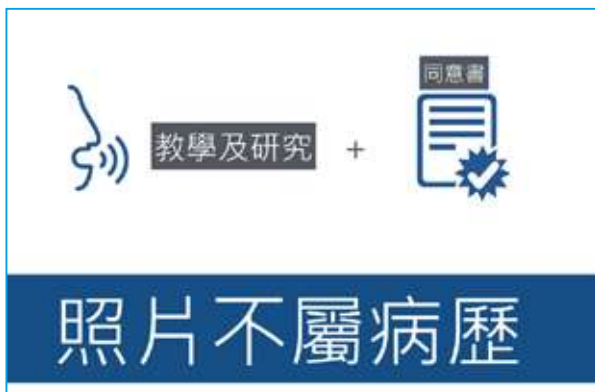 同意書
教學及研究 +
照片不屬病歷